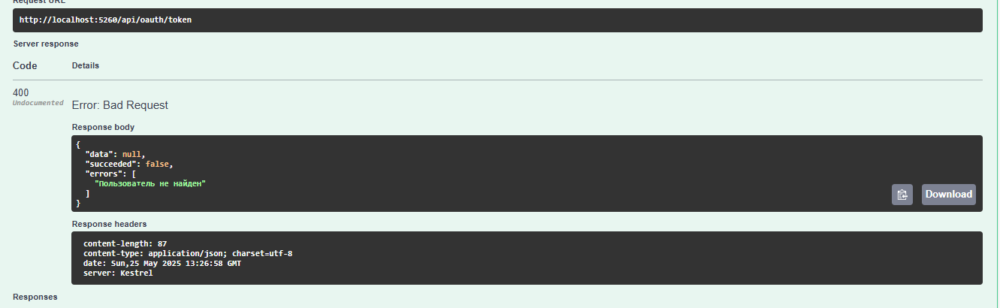 Request URL
http://localhost:5260/api/oauth/token
Server response
Code Details
400
Undocumented
Error: Bad Request
Response body
{
"data": null,
"succeeded": false,
"errors": [
"Пользователь не найден"
]
}
Download
Response headers
content-length: 87
content-type: application/json; charset=utf-8
date: Sun,25 May 2025 13:26:58 GMT
server: Kestrel
Responses